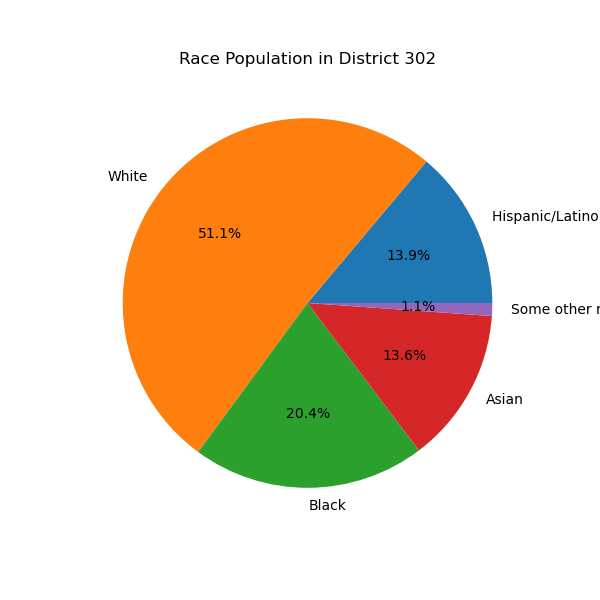 Race Population in District 302
White
51.1%
Hispanic/Latino
13.9%
1.1%
Some other
13.6%
Asian
20.4%
Black